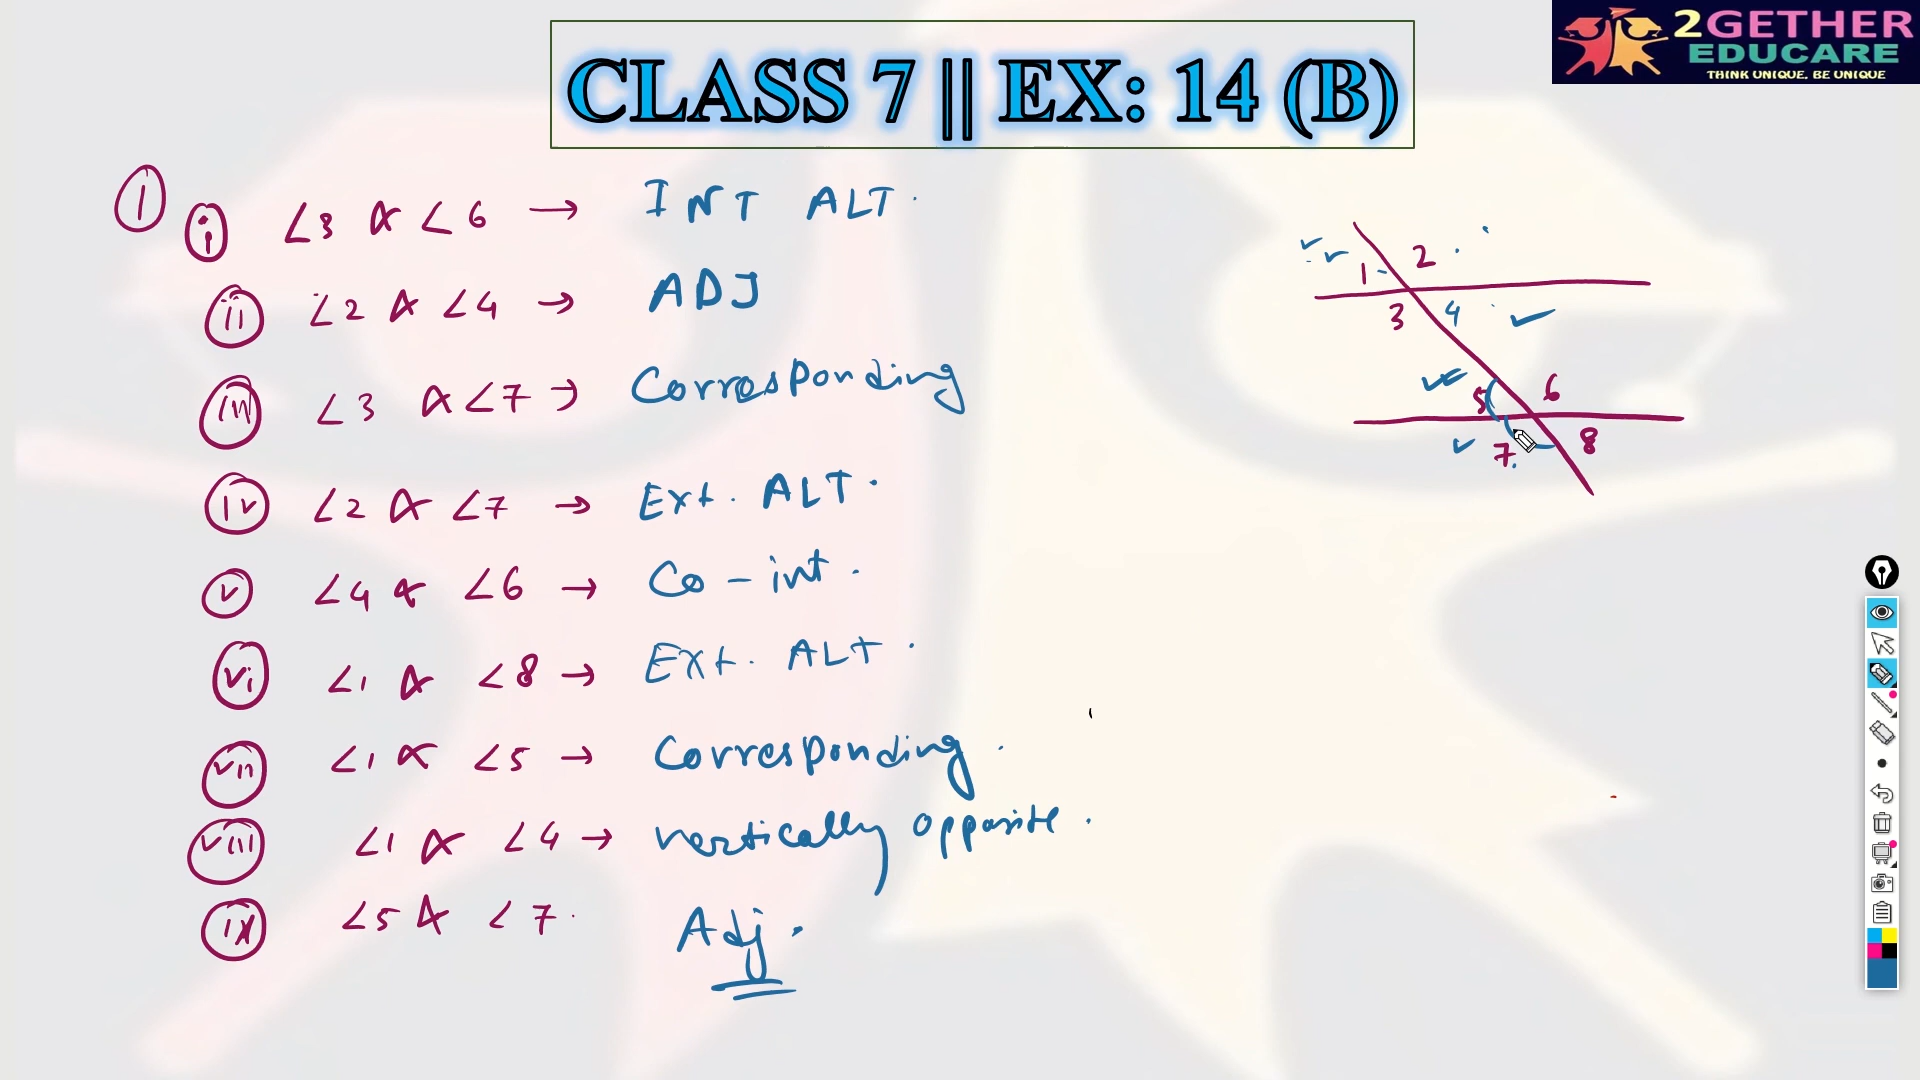 2GETHER
EDUCARE
THINK UNIQUE, BE UNIQUE
CLASS 7 || EX: 14 (B)
1
i ∠3 & ∠6 → INT ALT.
ii ∠2 & ∠4 → ADJ
iii ∠3 & ∠7 → Corresponding
iv ∠2 & ∠7 → Ext. ALT.
v ∠4 & ∠6 → Co-int.
vi ∠1 & ∠8 → Ext. ALT.
vii ∠1 & ∠5 → Corresponding.
viii ∠1 & ∠4 → vertically opposite.
ix ∠5 & ∠7. Adj.
1 2
3 4
5 6
7 8